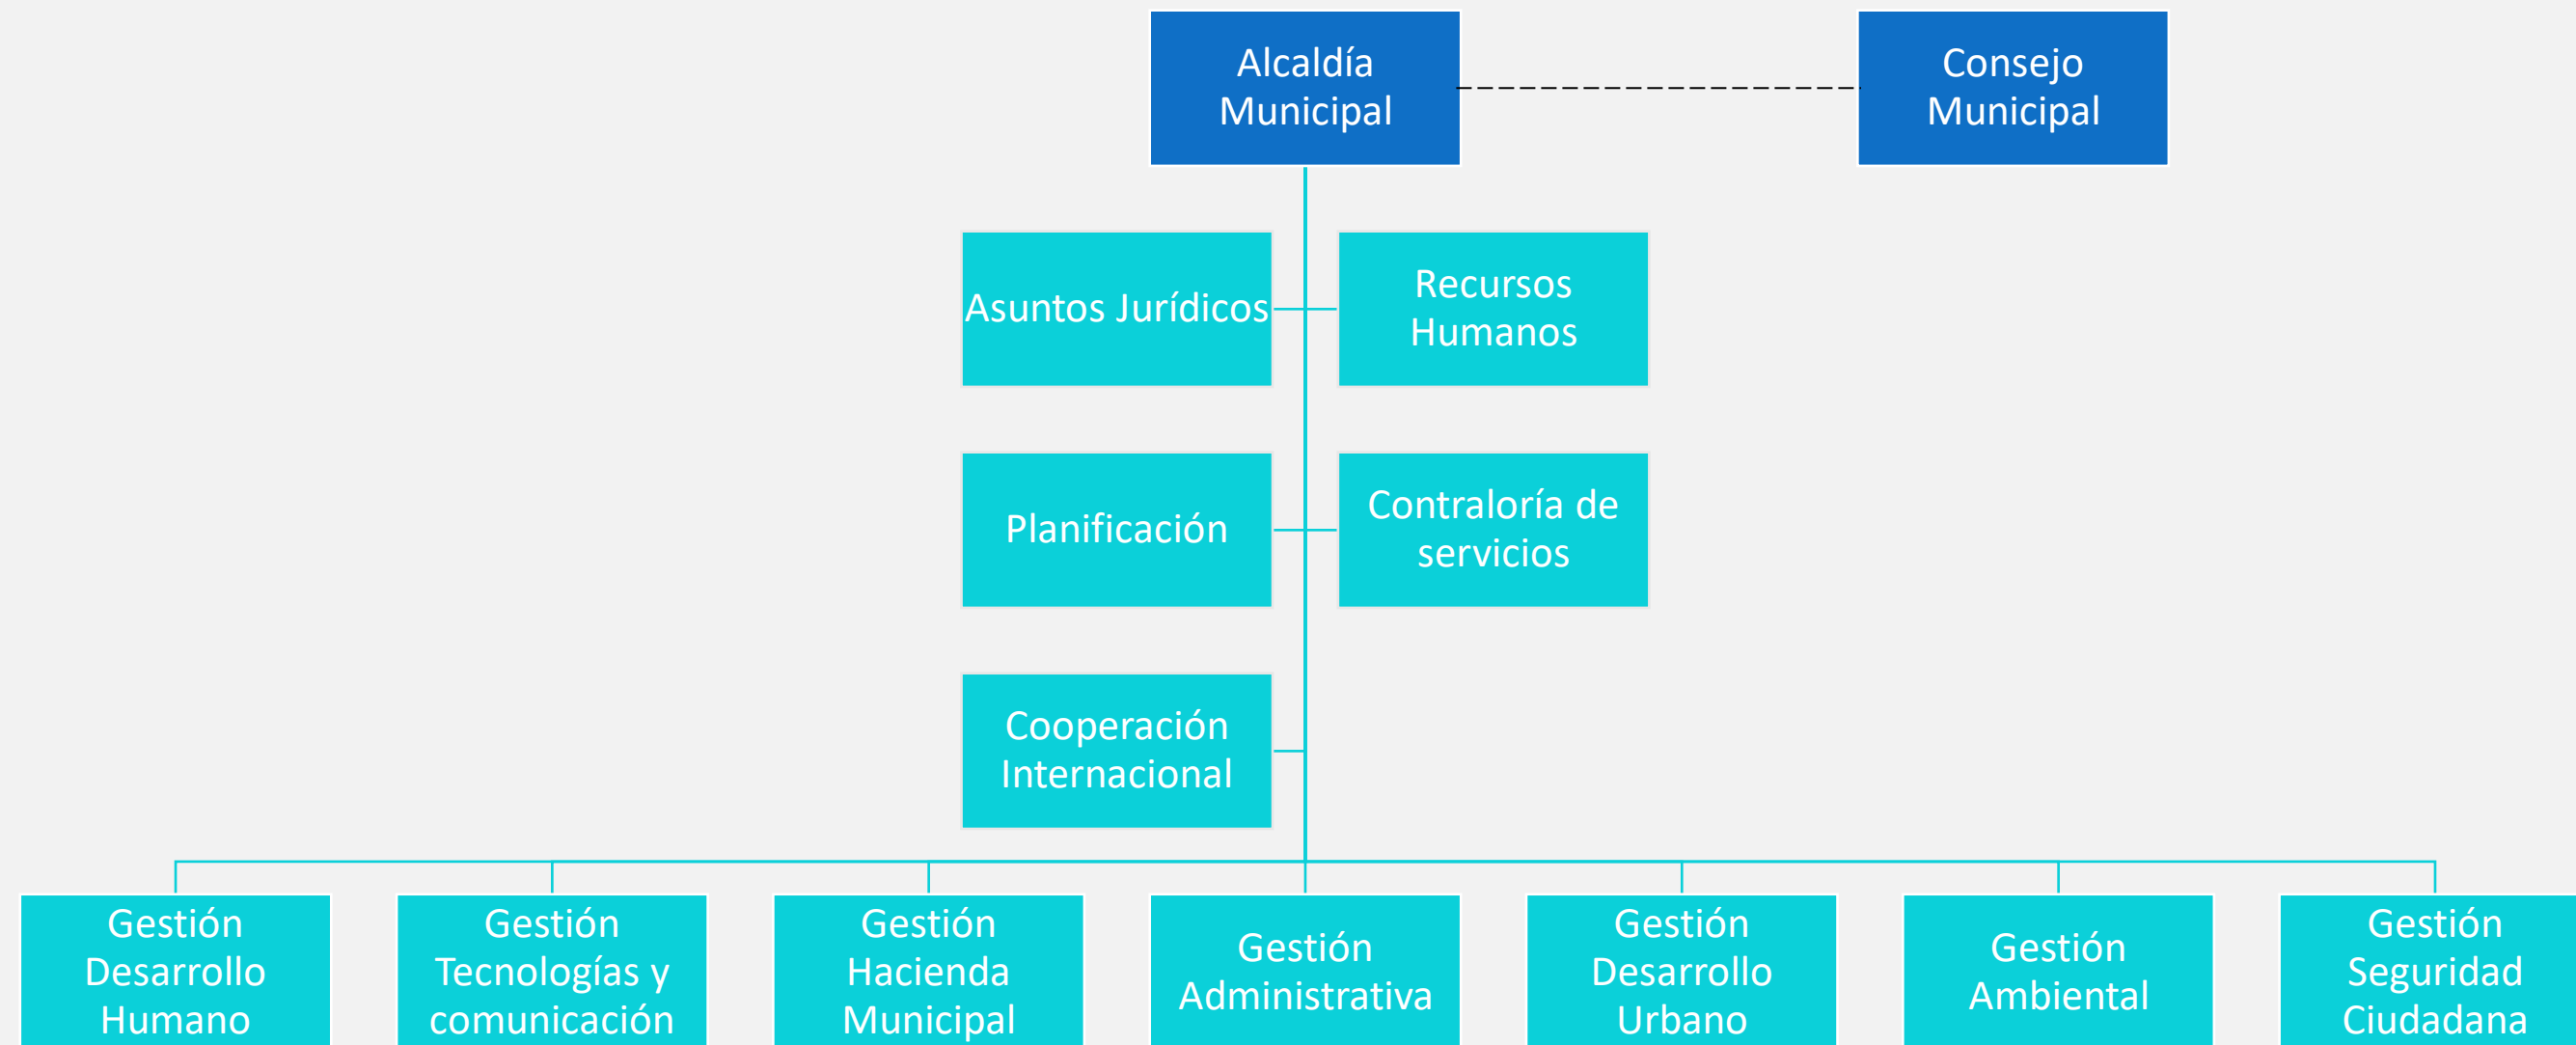 Alcaldía
Municipal
Consejo
Municipal
Asuntos Jurídicos
Recursos
Humanos
Planificación
Contraloría de
servicios
Cooperación
Internacional
Gestión
Desarrollo
Humano
Gestión
Tecnologías y
comunicación
Gestión
Hacienda
Municipal
Gestión
Administrativa
Gestión
Desarrollo
Urbano
Gestión
Ambiental
Gestión
Seguridad
Ciudadana